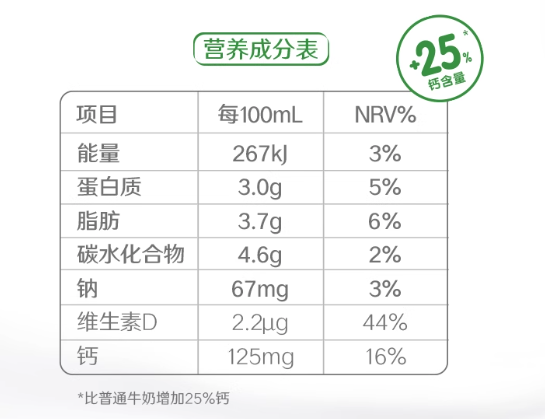 营养成分表
+25%*
钙含量
项目 每100mL NRV%
能量 267kJ 3%
蛋白质 3.0g 5%
脂肪 3.7g 6%
碳水化合物 4.6g 2%
钠 67mg 3%
维生素D 2.2μg 44%
钙 125mg 16%
*比普通牛奶增加25%钙